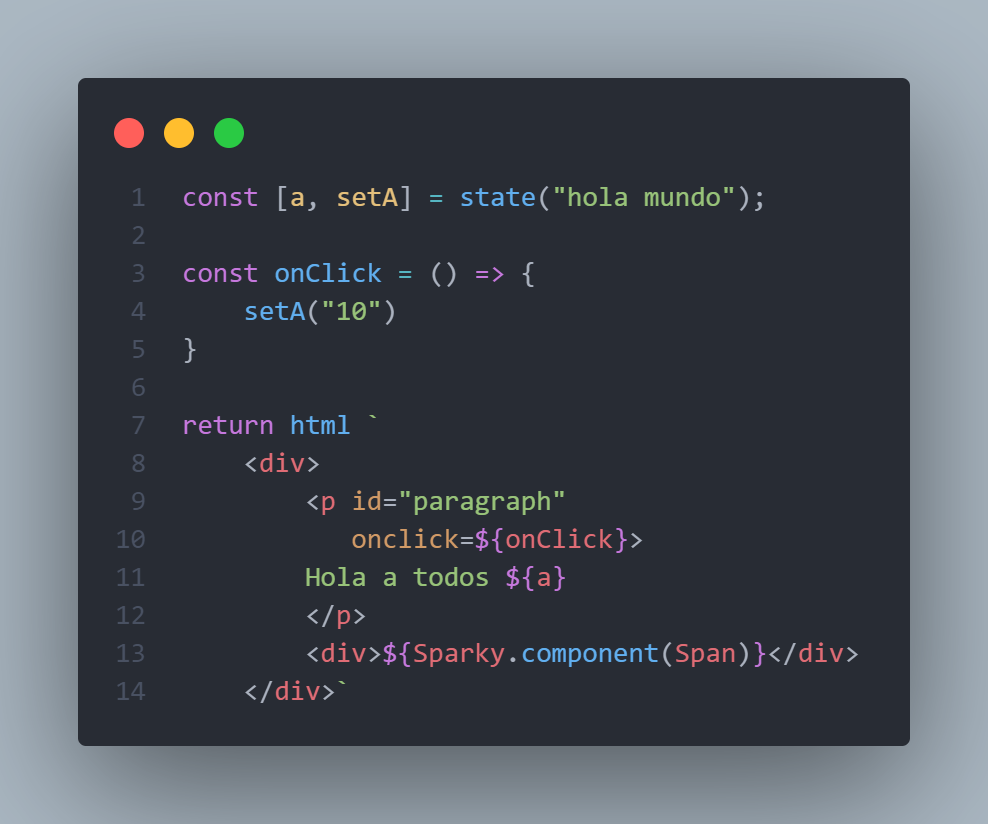 1 const [a, setA] = state("hola mundo");
2
3 const onClick = () => {
4     setA("10")
5 }
6
7 return html `
8     <div>
9         <p id="paragraph"
10            onclick=${onClick}>
11         Hola a todos ${a}
12         </p>
13         <div>${Sparky.component(Span)}</div>
14     </div>`